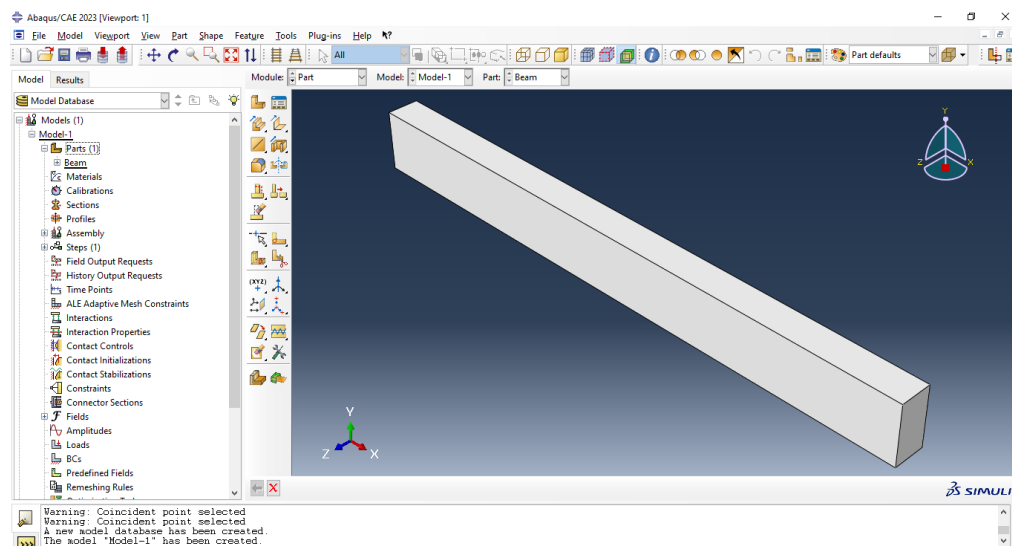 Abaqus/CAE 2023 [Viewport: 1]
File Model Viewport View Part Shape Feature Tools Plug-ins Help
All Part defaults
Model Results Module: Part Model: Model-1 Part: Beam
Model Database
Models (1)
Model-1
Parts (1)
Beam
Materials
Calibrations
Sections
Profiles
Assembly
Steps (1)
Field Output Requests
History Output Requests
Time Points
ALE Adaptive Mesh Constraints
Interactions
Interaction Properties
Contact Controls
Contact Initializations
Contact Stabilizations
Constraints
Connector Sections
Fields
Amplitudes
Loads
BCs
Predefined Fields
Remeshing Rules
(XYZ)
Y
Z X
Y
Z X
SIMULI
Warning: Coincident point selected
Warning: Coincident point selected
A new model database has been created.
The model "Model-1" has been created.